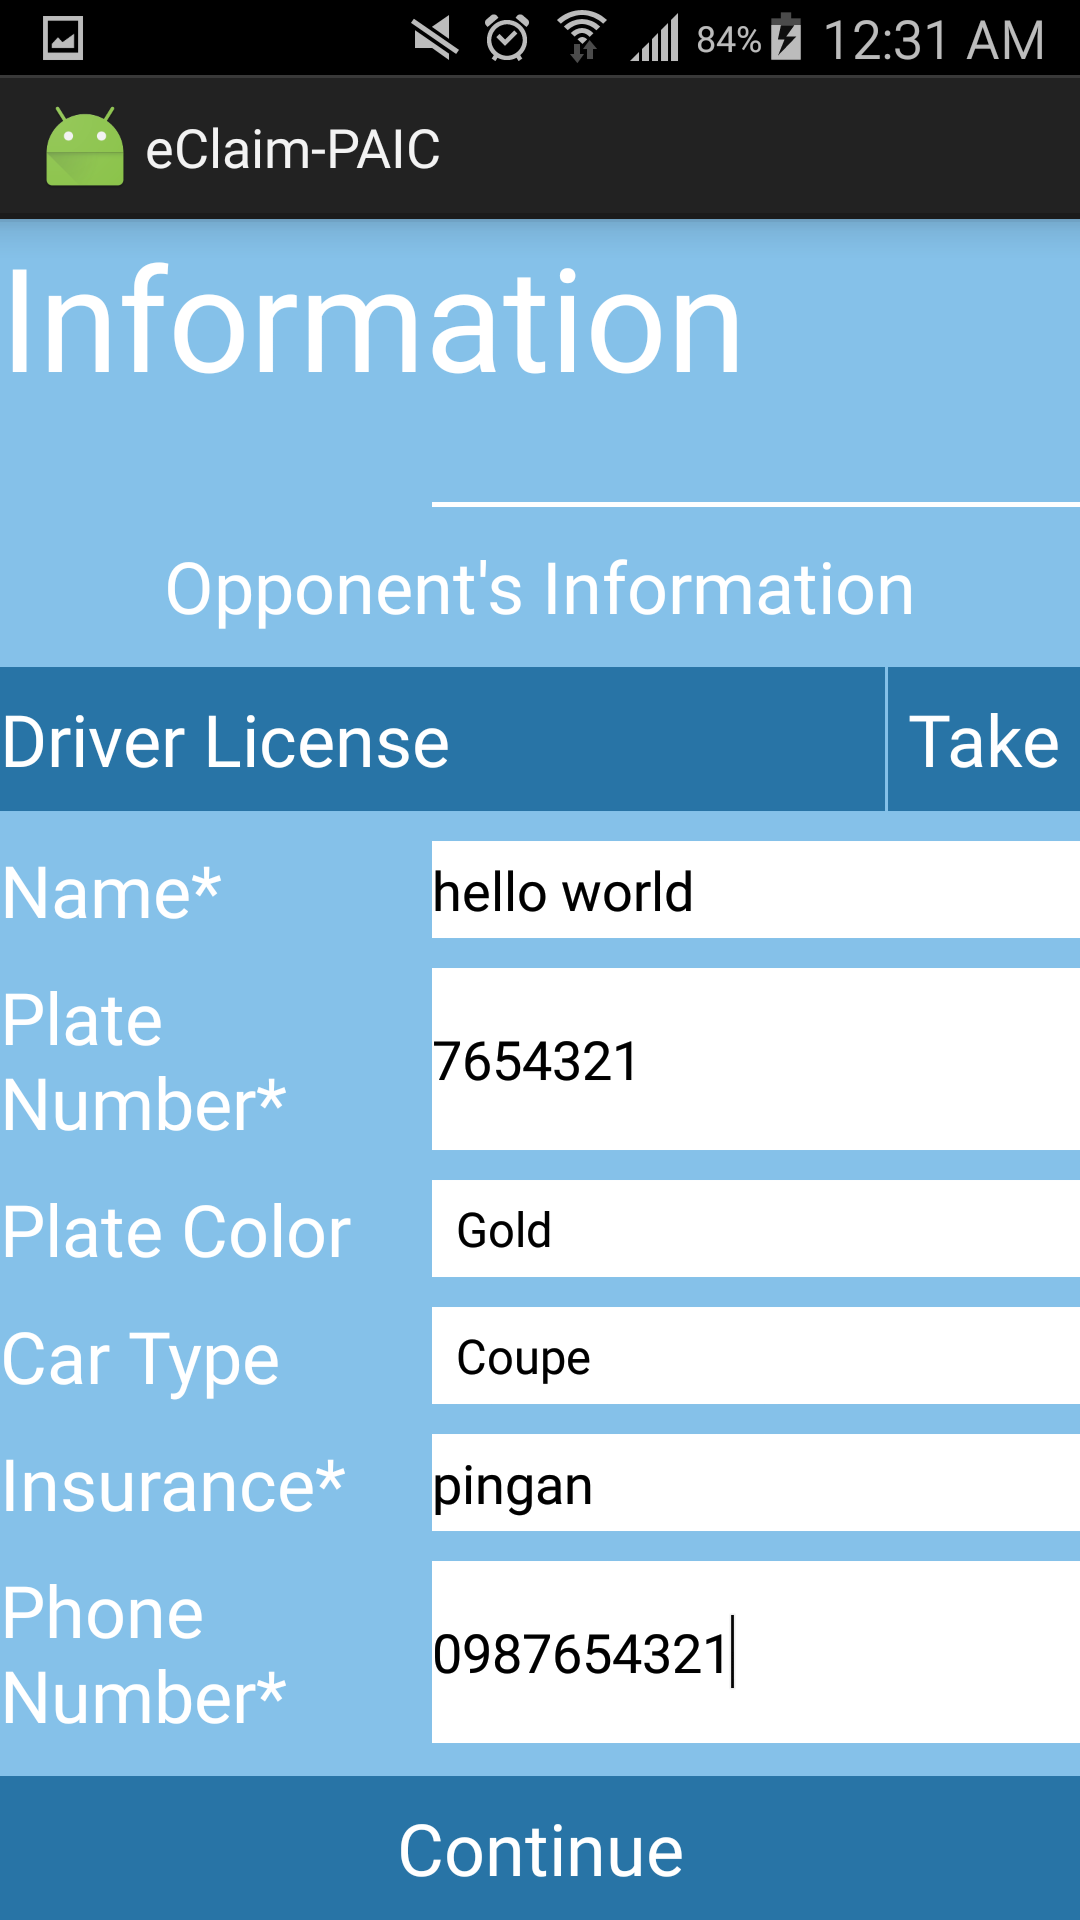 84% 12:31 AM
eClaim-PAIC
Information
Opponent's Information
Driver License Take
Name* hello world
Plate
Number* 7654321
Plate Color Gold
Car Type Coupe
Insurance* pingan
Phone
Number* 0987654321
Continue